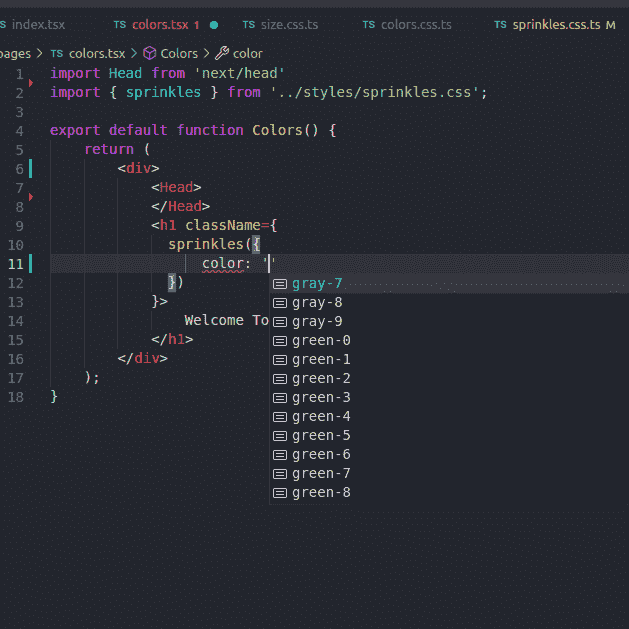 TS index.tsx TS colors.tsx 1 TS size.css.ts TS colors.css.ts TS sprinkles.css.ts M
pages > TS colors.tsx > Colors > color
1 import Head from 'next/head'
2 import { sprinkles } from '../styles/sprinkles.css';
3
4 export default function Colors() {
5 return (
6 <div>
7 <Head>
8 </Head>
9 <h1 className={
10 sprinkles({
11 color: ''
12 })
13 }>
14 Welcome To
15 </h1>
16 </div>
17 );
18 }
gray-7
gray-8
gray-9
green-0
green-1
green-2
green-3
green-4
green-5
green-6
green-7
green-8